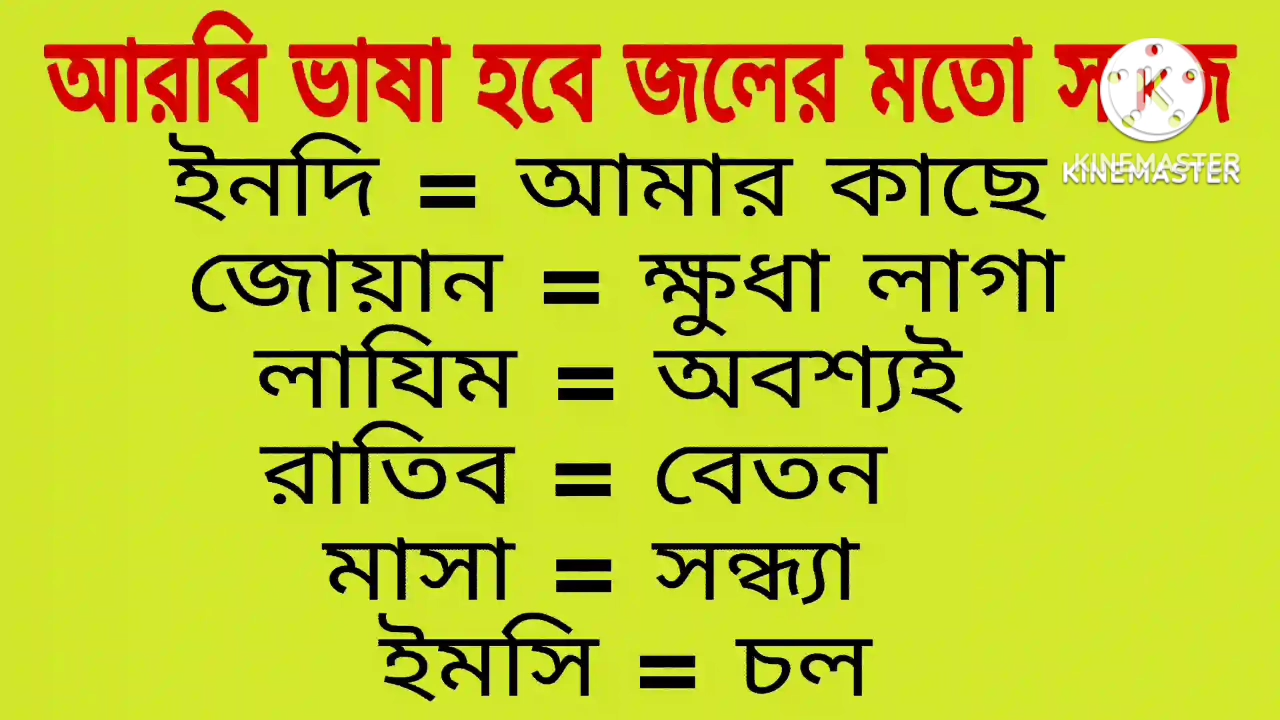 আরবি ভাষা হবে জলের মতো
KINEMASTER
ইনদি = আমার কাছে
জোয়ান = ক্ষুধা লাগা
লাযিম = অবশ্যই
রাতিব = বেতন
মাসা = সন্ধ্যা
ইমসি = চল